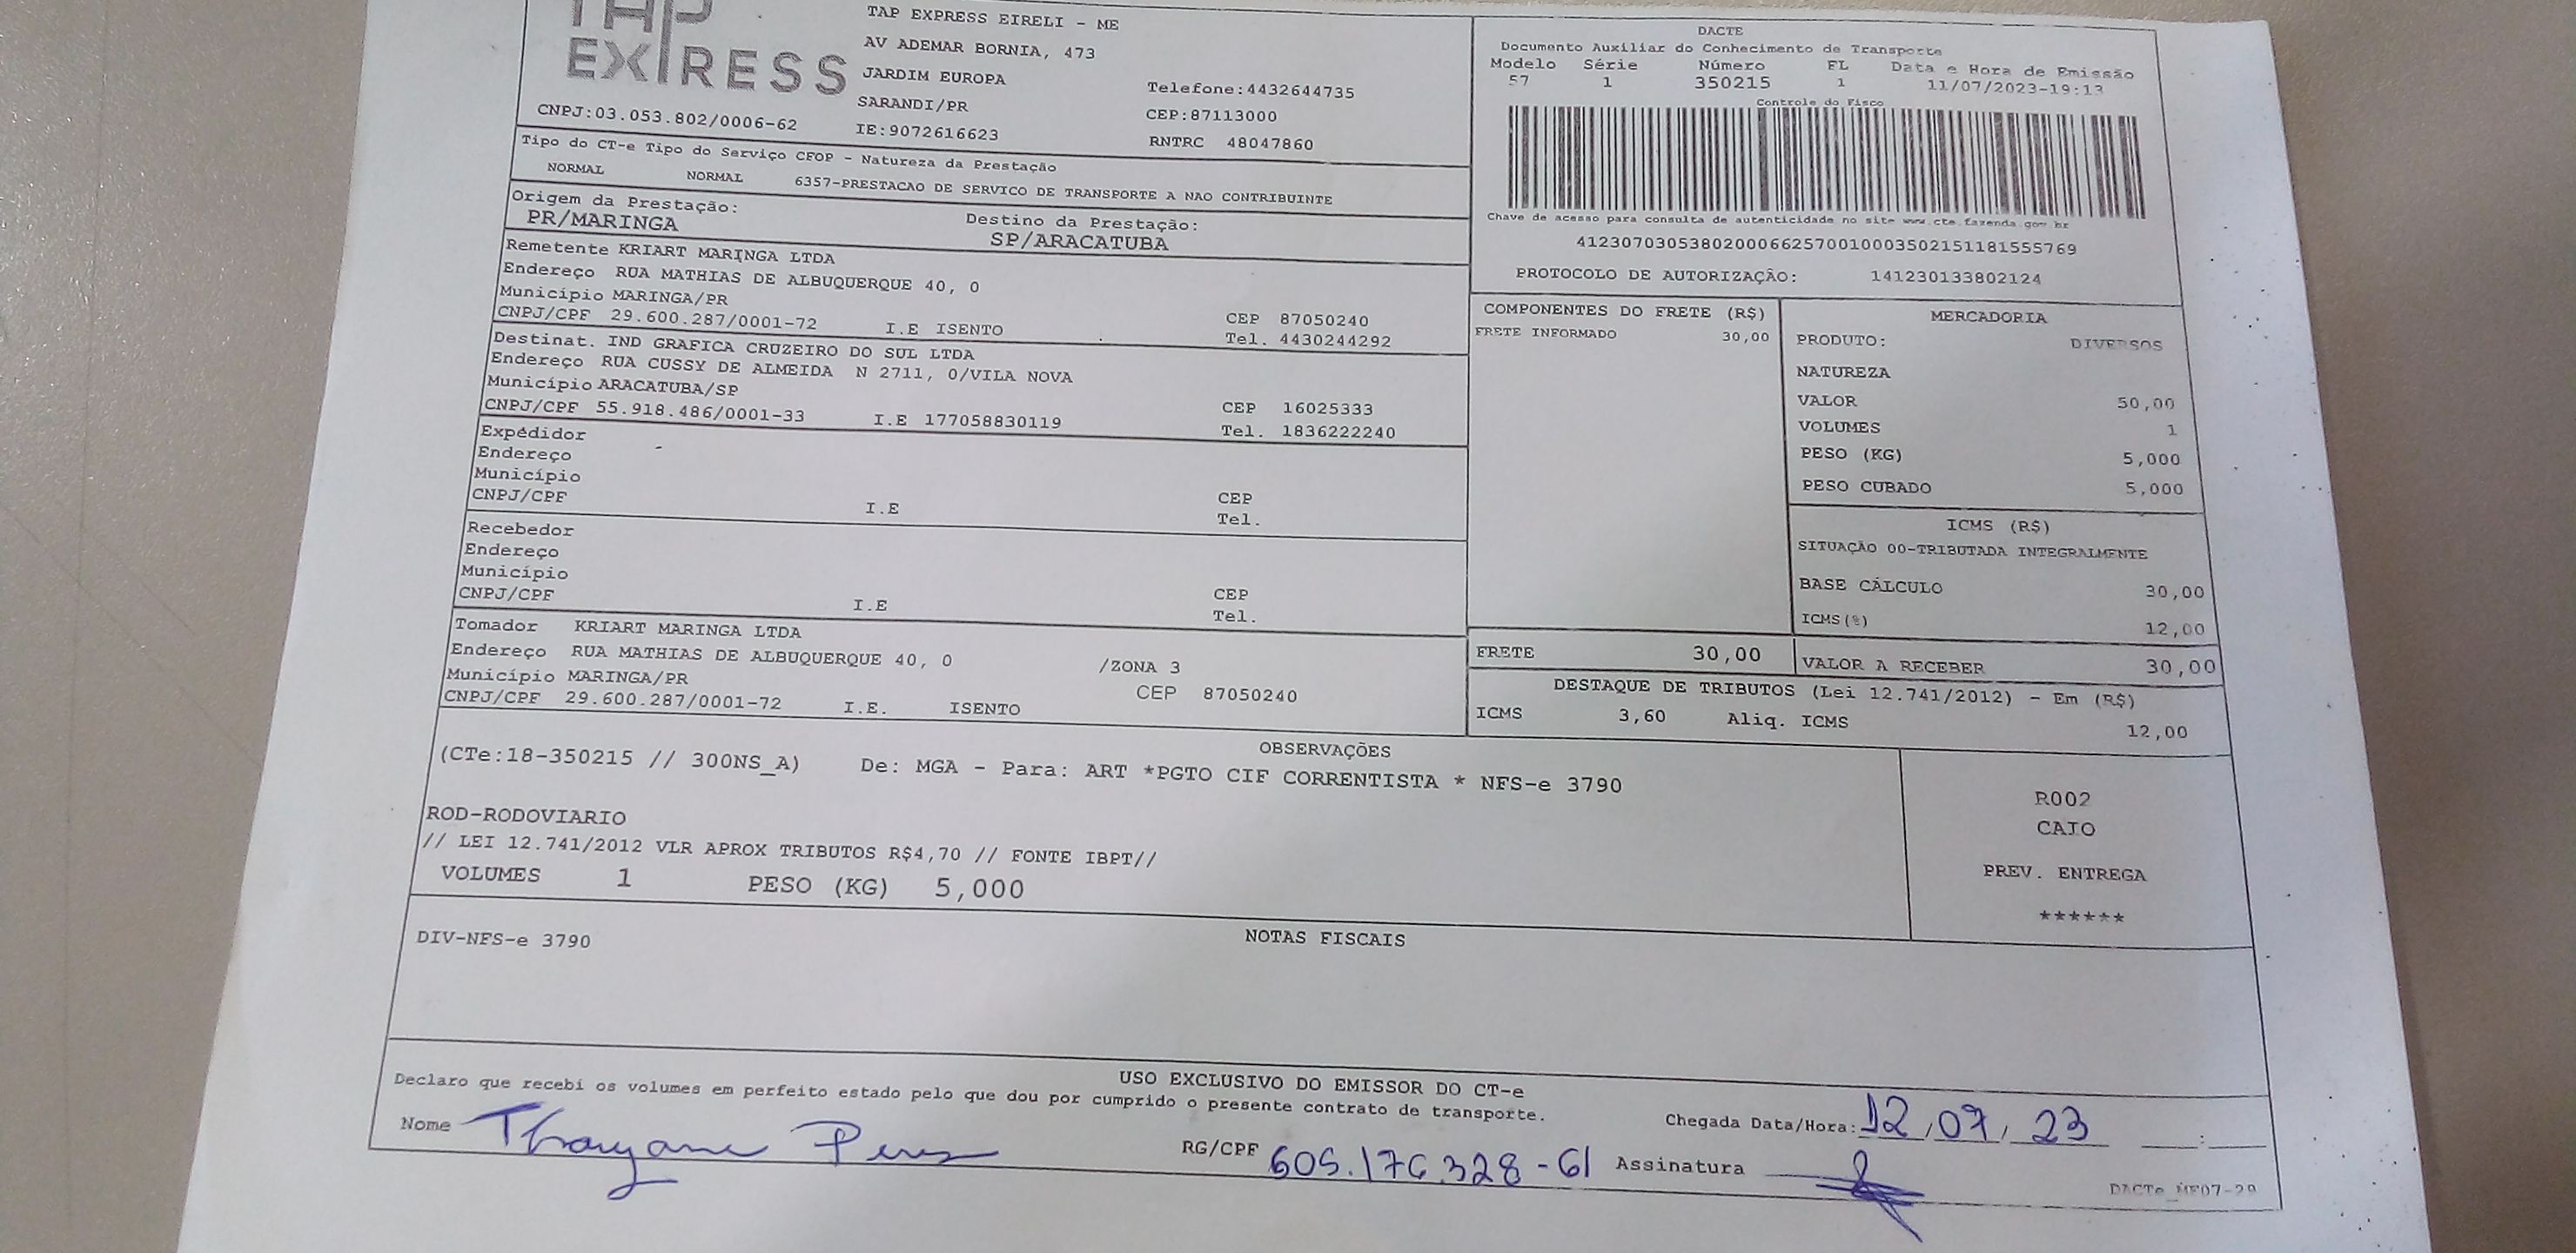 TAP
EXPRESS
CNPJ:03.053.802/0006-62
TAP EXPRESS EIRELI - ME
AV ADEMAR BORNIA, 473
JARDIM EUROPA
SARANDI/PR
IE:9072616623
Telefone:4432644735
CEP:87113000
RNTRC 48047860
DACTE
Documento Auxiliar do Conhecimento de Transporte
Modelo Série Número FL Data e Hora de Emissão
57 1 350215 1 11/07/2023-19:13
Controle do Fisco
Chave de acesso para consulta de autenticidade no site www.cte.fazenda.gov.br
41230703053802000662570010003502151181555769
PROTOCOLO DE AUTORIZAÇÃO: 141230133802124
Tipo do CT-e Tipo do Serviço CFOP - Natureza da Prestação
NORMAL NORMAL 6357-PRESTACAO DE SERVICO DE TRANSPORTE A NAO CONTRIBUINTE
Origem da Prestação: Destino da Prestação:
PR/MARINGA SP/ARACATUBA
Remetente KRIART MARINGA LTDA
Endereço RUA MATHIAS DE ALBUQUERQUE 40, 0
Município MARINGA/PR CEP 87050240
CNPJ/CPF 29.600.287/0001-72 I.E ISENTO Tel. 4430244292
Destinat. IND GRAFICA CRUZEIRO DO SUL LTDA
Endereço RUA CUSSY DE ALMEIDA N 2711, 0/VILA NOVA
Município ARACATUBA/SP CEP 16025333
CNPJ/CPF 55.918.486/0001-33 I.E 177058830119 Tel. 1836222240
Expédidor
Endereço
Município CEP
CNPJ/CPF I.E Tel.
Recebedor
Endereço
Município CEP
CNPJ/CPF I.E Tel.
Tomador KRIART MARINGA LTDA
Endereço RUA MATHIAS DE ALBUQUERQUE 40, 0 /ZONA 3
Município MARINGA/PR CEP 87050240
CNPJ/CPF 29.600.287/0001-72 I.E. ISENTO
COMPONENTES DO FRETE (R$)
FRETE INFORMADO 30,00
MERCADORIA
PRODUTO: DIVERSOS
NATUREZA
VALOR 50,00
VOLUMES 1
PESO (KG) 5,000
PESO CUBADO 5,000
ICMS (R$)
SITUAÇÃO 00-TRIBUTADA INTEGRALMENTE
BASE CÁLCULO 30,00
ICMS(%) 12,00
FRETE 30,00 VALOR A RECEBER 30,00
DESTAQUE DE TRIBUTOS (Lei 12.741/2012) - Em (R$)
ICMS 3,60 Aliq. ICMS 12,00
OBSERVAÇÕES
(CTe:18-350215 // 300NS_A) De: MGA - Para: ART *PGTO CIF CORRENTISTA * NFS-e 3790
ROD-RODOVIARIO
// LEI 12.741/2012 VLR APROX TRIBUTOS R$4,70 // FONTE IBPT//
VOLUMES 1 PESO (KG) 5,000
R002
CAIO
PREV. ENTREGA
******
NOTAS FISCAIS
DIV-NFS-e 3790
USO EXCLUSIVO DO EMISSOR DO CT-e
Declaro que recebi os volumes em perfeito estado pelo que dou por cumprido o presente contrato de transporte.
Nome Thayane Peres
RG/CPF 605.176.328-61
Chegada Data/Hora: 12/07/23 :
Assinatura